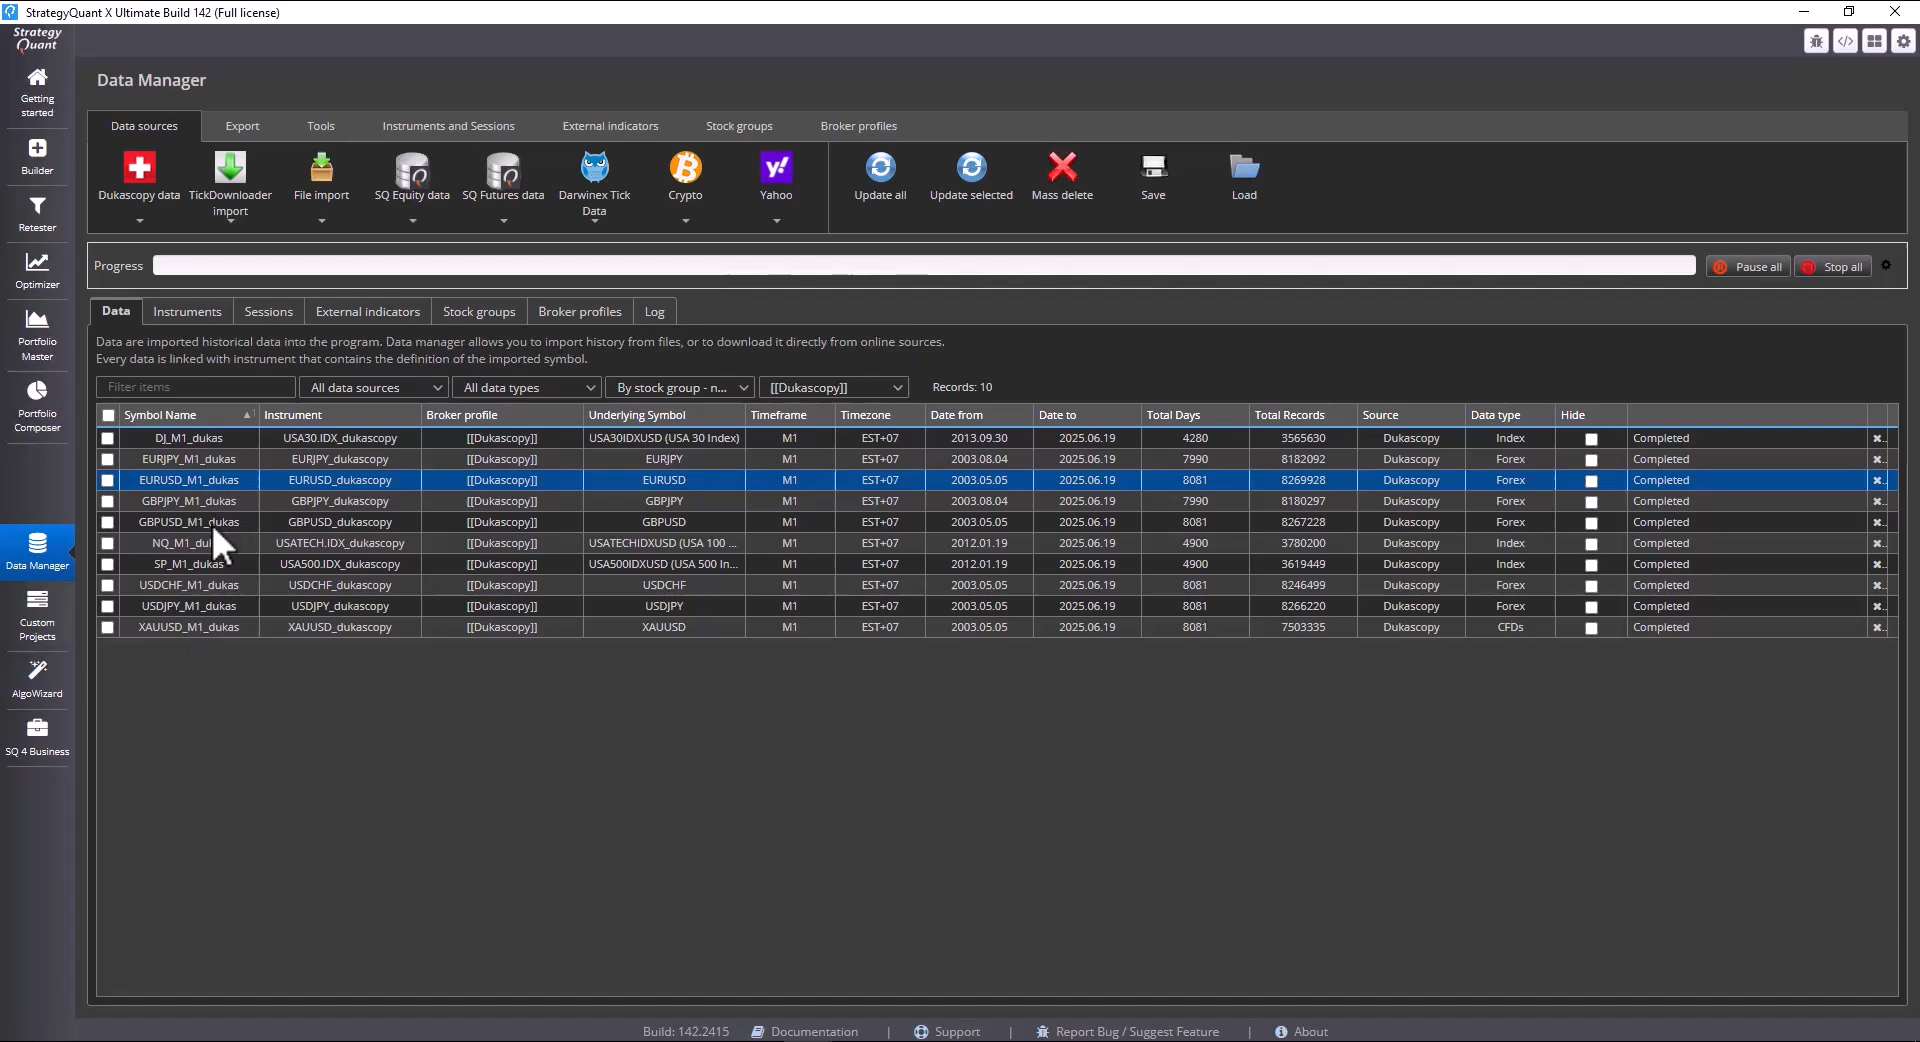 StrategyQuant X Ultimate Build 142 (Full license)
Strategy
Quant
Getting
started
Builder
Retester
Optimizer
Portfolio
Master
Portfolio
Composer
Data Manager
Custom
Projects
AlgoWizard
SQ 4 Business
Data Manager
Data sources Export Tools Instruments and Sessions External indicators Stock groups Broker profiles
Dukascopy data TickDownloader import File import SQ Equity data SQ Futures data Darwinex Tick Data Crypto Yahoo Update all Update selected Mass delete Save Load
Progress Pause all Stop all
Data Instruments Sessions External indicators Stock groups Broker profiles Log
Data are imported historical data into the program. Data manager allows you to import history from files, or to download it directly from online sources.
Every data is linked with instrument that contains the definition of the imported symbol.
Filter items All data sources All data types By stock group - n... [[Dukascopy]] Records: 10
Symbol Name Instrument Broker profile Underlying Symbol Timeframe Timezone Date from Date to Total Days Total Records Source Data type Hide
DJ_M1_dukas USA30.IDX_dukascopy [[Dukascopy]] USA30IDXUSD (USA 30 Index) M1 EST+07 2013.09.30 2025.06.19 4280 3565630 Dukascopy Index Completed
EURJPY_M1_dukas EURJPY_dukascopy [[Dukascopy]] EURJPY M1 EST+07 2003.08.04 2025.06.19 7990 8182092 Dukascopy Forex Completed
EURUSD_M1_dukas EURUSD_dukascopy [[Dukascopy]] EURUSD M1 EST+07 2003.05.05 2025.06.19 8081 8269928 Dukascopy Forex Completed
GBPJPY_M1_dukas GBPJPY_dukascopy [[Dukascopy]] GBPJPY M1 EST+07 2003.08.04 2025.06.19 7990 8180297 Dukascopy Forex Completed
GBPUSD_M1_dukas GBPUSD_dukascopy [[Dukascopy]] GBPUSD M1 EST+07 2003.05.05 2025.06.19 8081 8267228 Dukascopy Forex Completed
NQ_M1_du USATECH.IDX_dukascopy [[Dukascopy]] USATECHIDXUSD (USA 100 ... M1 EST+07 2012.01.19 2025.06.19 4900 3780200 Dukascopy Index Completed
SP_M1_dukas USA500.IDX_dukascopy [[Dukascopy]] USA500IDXUSD (USA 500 In... M1 EST+07 2012.01.19 2025.06.19 4900 3619449 Dukascopy Index Completed
USDCHF_M1_dukas USDCHF_dukascopy [[Dukascopy]] USDCHF M1 EST+07 2003.05.05 2025.06.19 8081 8246499 Dukascopy Forex Completed
USDJPY_M1_dukas USDJPY_dukascopy [[Dukascopy]] USDJPY M1 EST+07 2003.05.05 2025.06.19 8081 8266220 Dukascopy Forex Completed
XAUUSD_M1_dukas XAUUSD_dukascopy [[Dukascopy]] XAUUSD M1 EST+07 2003.05.05 2025.06.19 8081 7503335 Dukascopy CFDs Completed
Build: 142.2415 Documentation | Support | Report Bug / Suggest Feature | About